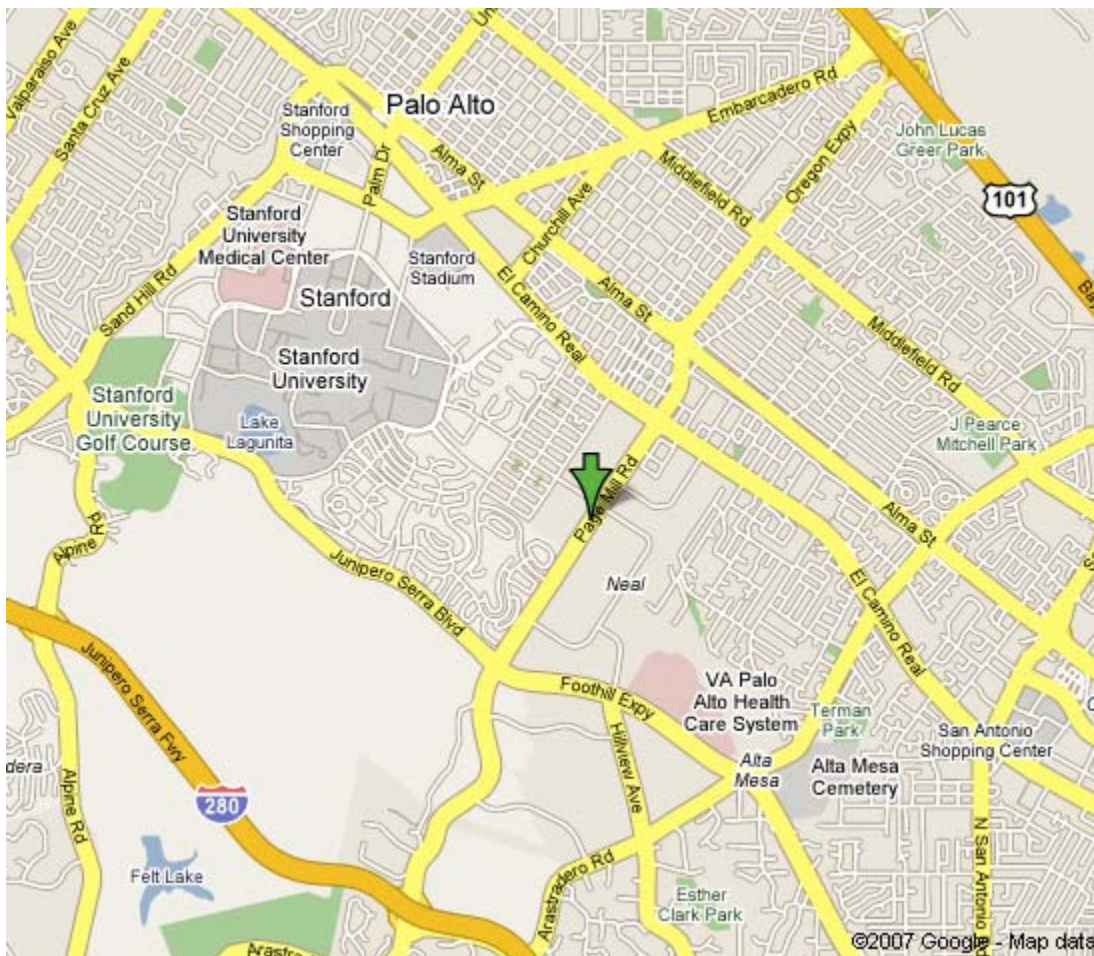 Valparaiso Ave
Santa Cruz Ave
Un
Palo Alto
Stanford
Shopping
Center
Palm Dr
Alma St
Embarcadero Rd
Middlefield Rd
Oregon Expy
John Lucas
Greer Park
101
Bay
Churchill Ave
Stanford
University
Medical Center
Stanford
Stadium
Stanford
Sand Hill Rd
El Camino Real
Alma St
Middlefield Rd
Stanford
University
Stanford
University
Golf Course
Lake
Lagunita
J Pearce
Mitchell Park
Page Mill Rd
Alma St
Alpine Rd
Junipero Serra Blvd
Neal
El Camino Real
Junipero Serra Fwy
Foothill Expy
VA Palo
Alto Health
Care System
Terman
Park
San Antonio
Shopping Center
C
Hillview Ave
Alta
Mesa
Alta Mesa
Cemetery
dera
Alpine Rd
280
N San Antonio Rd
Felt Lake
Arastradero Rd
Esther
Clark Park
Arastr
©2007 Google - Map data